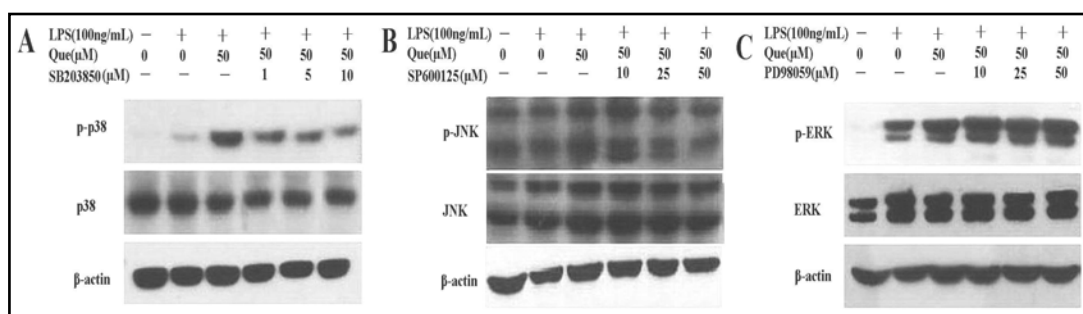 A
LPS(100ng/mL) – + + + + +
Que(μM) 0 0 50 50 50 50
SB203850(μM) – – – 1 5 10
p-p38
p38
β-actin
B
LPS(100ng/mL) – + + + + +
Que(μM) 0 0 50 50 50 50
SP600125(μM) – – – 10 25 50
p-JNK
JNK
β-actin
C
LPS(100ng/mL) – + + + + +
Que(μM) 0 0 50 50 50 50
PD98059(μM) – – – 10 25 50
p-ERK
ERK
β-actin